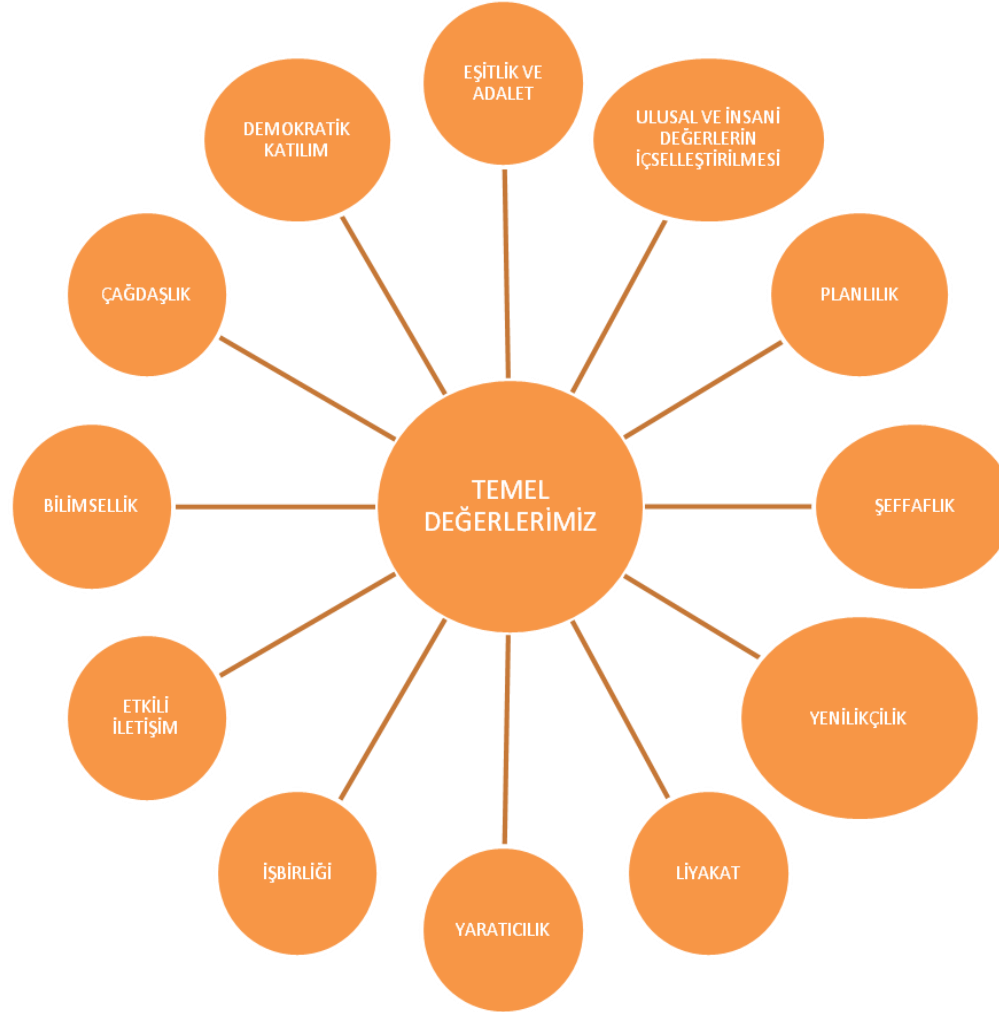 EŞİTLİK VE
ADALET
ULUSAL VE İNSANİ
DEĞERLERİN
İÇSELLEŞTİRİLMESİ
DEMOKRATİK
KATILIM
ÇAĞDAŞLIK
PLANLILIK
TEMEL
DEĞERLERİMİZ
BİLİMSELLİK
ŞEFFAFLIK
ETKİLİ
İLETİŞİM
YENİLİKÇİLİK
İŞBİRLİĞİ
LİYAKAT
YARATICILIK